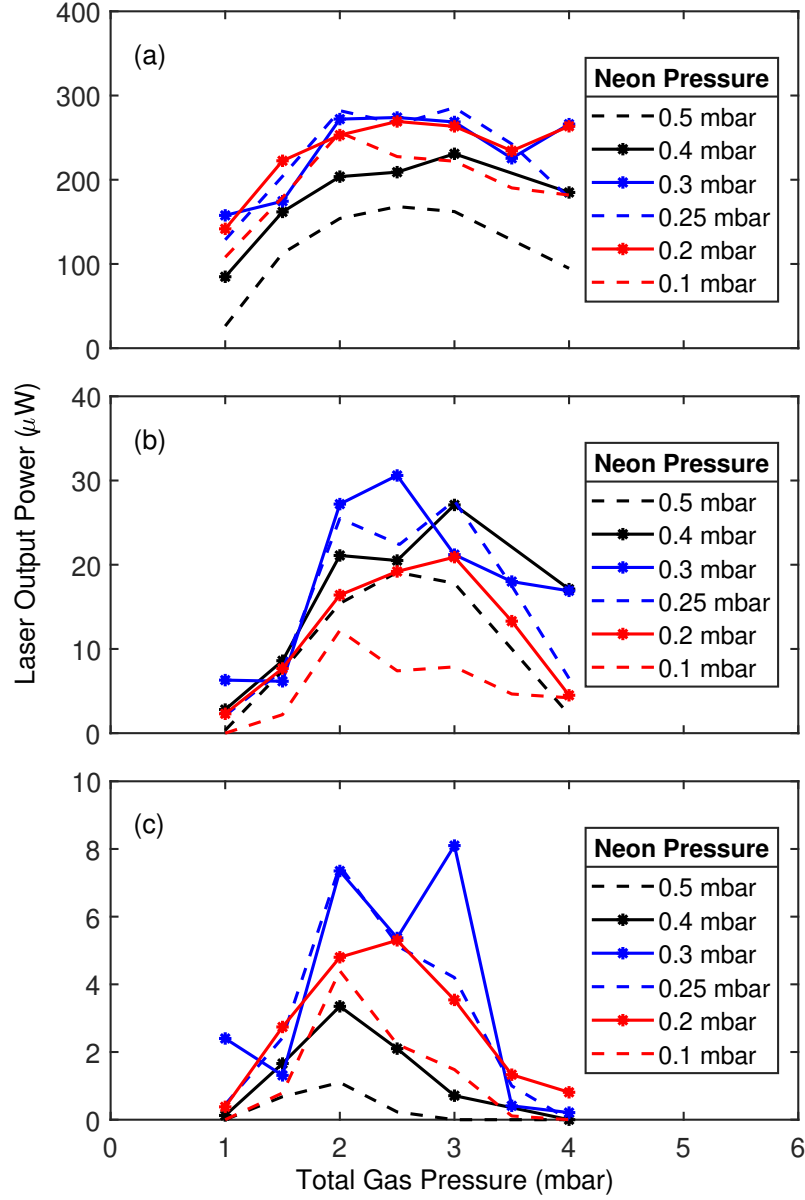 Laser Output Power (μW)
400
300
200
100
0
(a)
Neon Pressure
0.5 mbar
0.4 mbar
0.3 mbar
0.25 mbar
0.2 mbar
0.1 mbar
40
30
20
10
0
(b)
Neon Pressure
0.5 mbar
0.4 mbar
0.3 mbar
0.25 mbar
0.2 mbar
0.1 mbar
10
8
6
4
2
0
(c)
Neon Pressure
0.5 mbar
0.4 mbar
0.3 mbar
0.25 mbar
0.2 mbar
0.1 mbar
0 1 2 3 4 5 6
Total Gas Pressure (mbar)